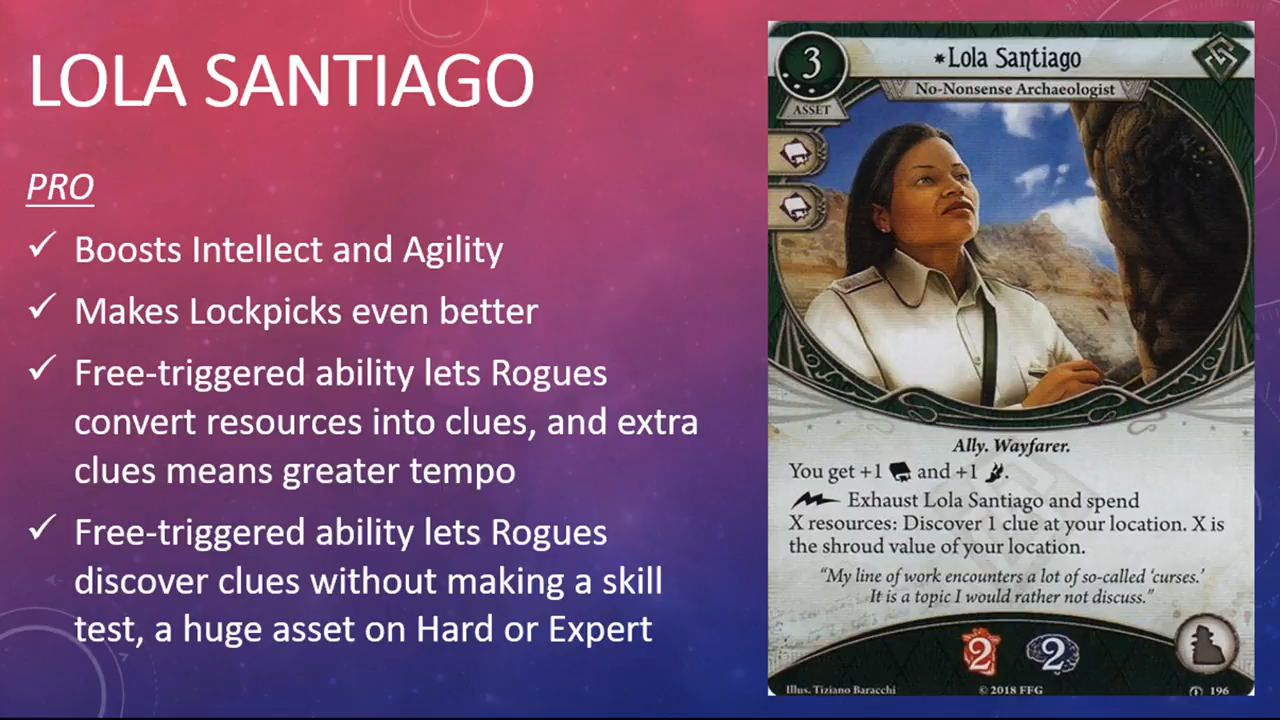 LOLA SANTIAGO
PRO
✓ Boosts Intellect and Agility
✓ Makes Lockpicks even better
✓ Free-triggered ability lets Rogues
convert resources into clues, and extra
clues means greater tempo
✓ Free-triggered ability lets Rogues
discover clues without making a skill
test, a huge asset on Hard or Expert
3
Lola Santiago
No-Nonsense Archaeologist
ASSET
Ally. Wayfarer.
You get +1 and +1 .
Exhaust Lola Santiago and spend
X resources: Discover 1 clue at your location. X is
the shroud value of your location.
“My line of work encounters a lot of so-called ‘curses.’
It is a topic I would rather not discuss.”
2 2
Illus. Tiziano Baracchi © 2018 FFG 196